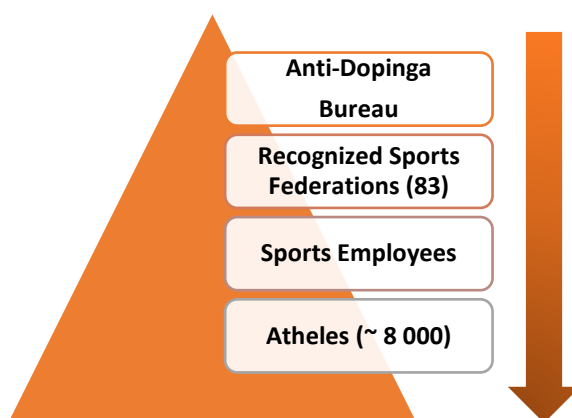 Anti-Dopinga
Bureau
Recognized Sports
Federations (83)
Sports Employees
Atheles (~ 8 000)